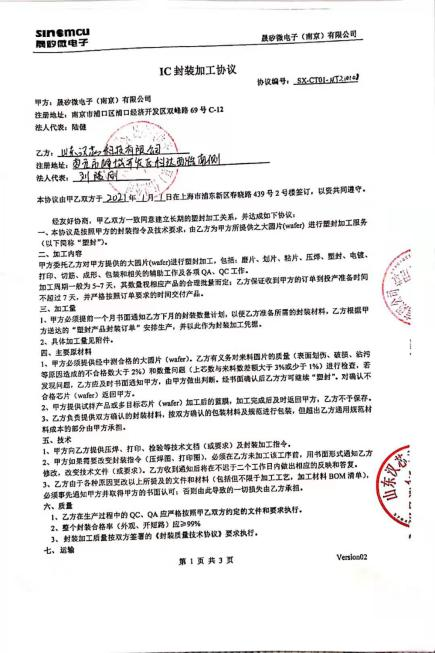 sinomcu
晟矽微电子
晟矽微电子（南京）有限公司
IC 封装加工协议
协议编号：SX-CT01-NT210108
甲方：晟矽微电子（南京）有限公司
注册地址：南京市浦口区浦口经济开发区双峰路 69 号 C-12
法人代表：陆健
乙方：山东汉芯科技有限公司
注册地址：
法人代表：
本协议由甲乙双方于 2021 年 1 月 1 日在上海市浦东新区春晓路 439 号 2 号楼签订，以资共同遵守。
经友好协商，甲乙双方一致同意建立长期的塑封加工关系，并达成如下协议：
一、本协议是按照甲方的封装指令及技术要求，由乙方为甲方所提供之大圆片(wafer) 进行塑封加工服务
（以下简称“塑封”）。
二、加工内容
甲方委托乙方对甲方提供的大圆片(wafer)进行塑封加工，包括：磨片、划片、粘片、压焊、塑封、电镀、
打印、切筋、成形、包装和相关的辅助工作及各项 QA、QC 工作。
加工周期一般为 5~7 天，其数量视相应产品的合理批量而定；乙方保证收到甲方的订单到投产准备时间
不超过 7 天，并严格按照订单要求的时间交付产品。
三、加工量
1、甲方必须提前一个月书面通知乙方下月的封装数量计划，以便乙方准备所需的封装材料，乙方根据甲
方送达的“塑封产品封装订单”安排生产，并以此作为封装加工凭据。
2、具体加工量见附件。
四、主要原材料
1、甲方必须提供经中测合格的大圆片（wafer）。乙方有义务对来料圆片的质量（表面划伤、破损、沾污
等原因造成的不合格数大于 2%）和数量问题（上芯数与来料数差额大于 3%或少于 1%）进行检查，若
发现问题，乙方应及时书面通知甲方，由甲方做出判断。经书面确认后乙方方可继续“塑封”。对确认不
合格芯片（wafer）返回甲方。
2、甲方提供试样产品或多目标芯片（wafer）加工后的蓝膜，加工完成后及时返回甲方，乙方不予保存。
3、乙方负责提供双方确认的封装材料，按双方确认的包装材料及规范进行包装，但超出乙方通用规范材
料成本的部分由甲方承担。
五、技术
1、甲方向乙方提供压焊、打印、检验等技术文档（或要求）及封装加工指令。
2、甲方如果需要改变封装指令（压焊图、打印图），必须在乙方未加工该工序前，用书面形式通知乙方
修改，改变技术文件（或要求）。乙方收到通知后将在不迟于二个工作日内做出相应的反映和答复。
3、乙方由于各种原因更改以上所提及的文件和材料（包括但不限于加工工艺，加工材料 BOM 清单），
必须事先通知甲方并取得甲方的书面认可；否则由此导致的一切损失由乙方承担。
六、质量
1、乙方在生产过程中的 QC、QA 应严格按照甲乙双方约定的文件和要求执行。
2、整个封装合格率（外观、开短路）应≥99%
3、封装加工质量按双方签署的《封装质量技术协议》要求执行。
七、运输
第 1 页 共 3 页
Version02
山东汉芯